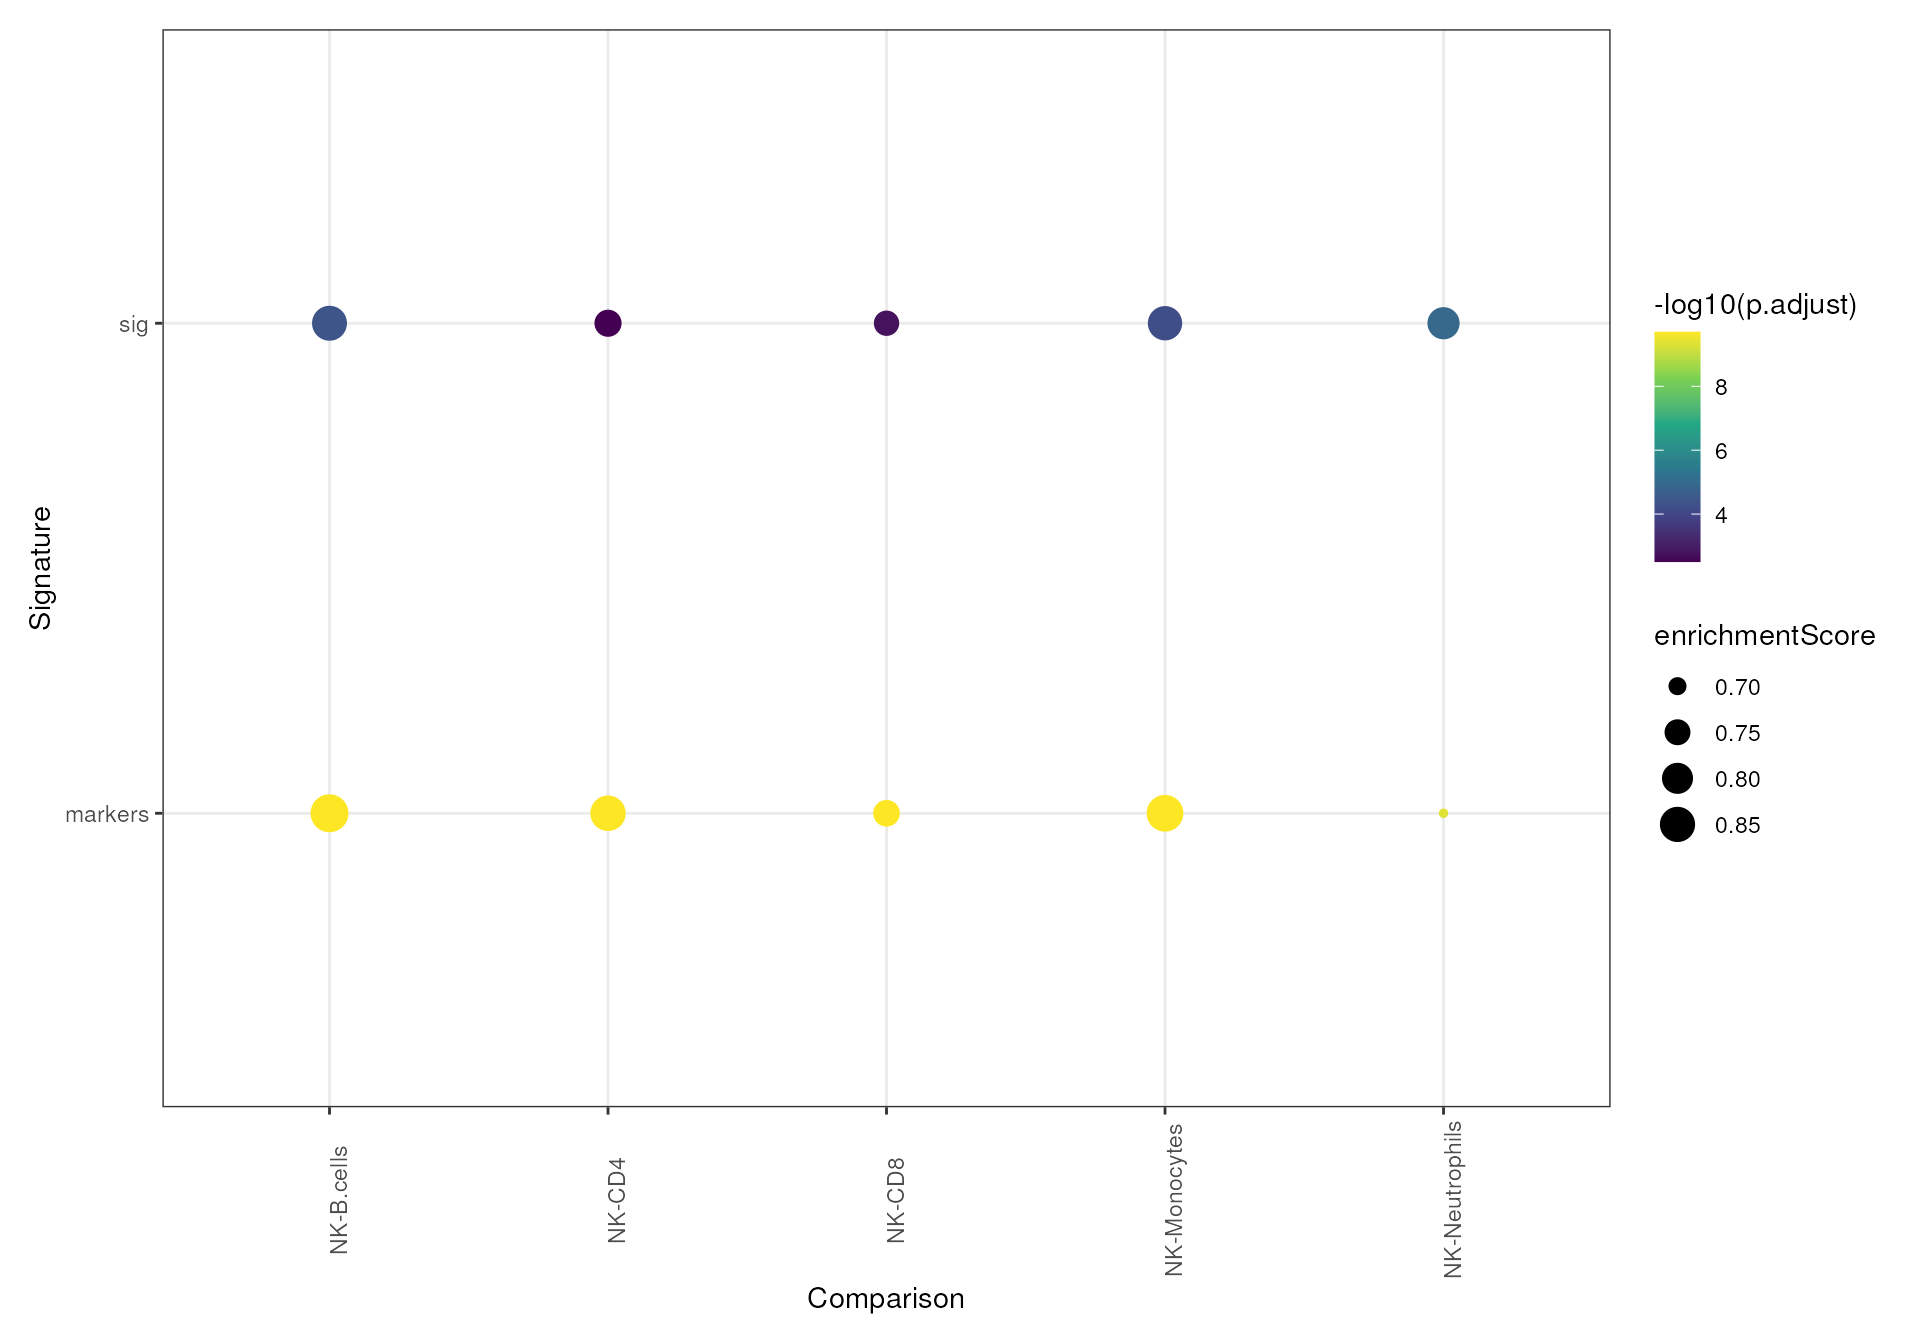 Signature
sig
markers
NK-B.cells
NK-CD4
NK-CD8
NK-Monocytes
NK-Neutrophils
Comparison
-log10(p.adjust)
8
6
4
enrichmentScore
0.70
0.75
0.80
0.85